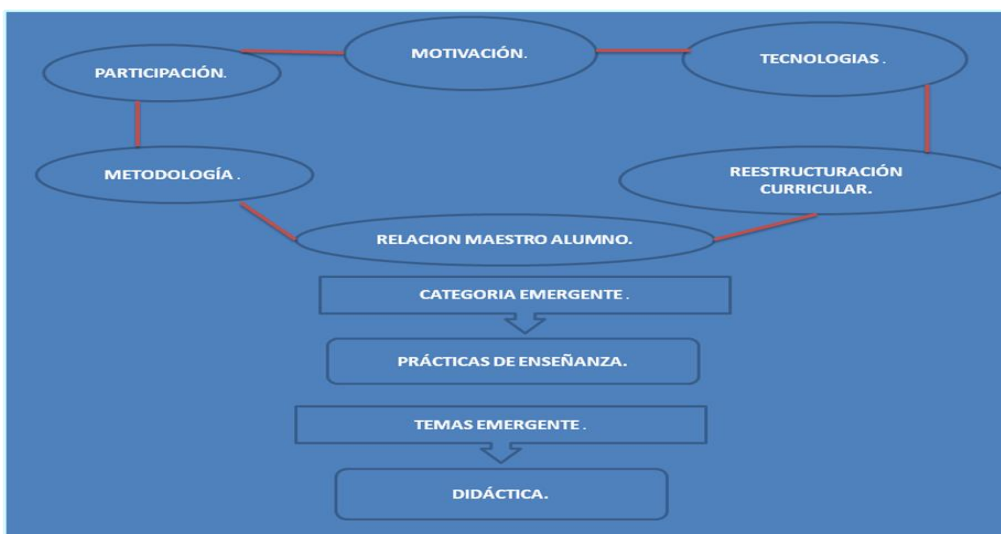 MOTIVACIÓN.
PARTICIPACIÓN.
TECNOLOGIAS .
METODOLOGÍA .
REESTRUCTURACIÓN
CURRICULAR.
RELACION MAESTRO ALUMNO.
CATEGORIA EMERGENTE .
PRÁCTICAS DE ENSEÑANZA.
TEMAS EMERGENTE .
DIDÁCTICA.